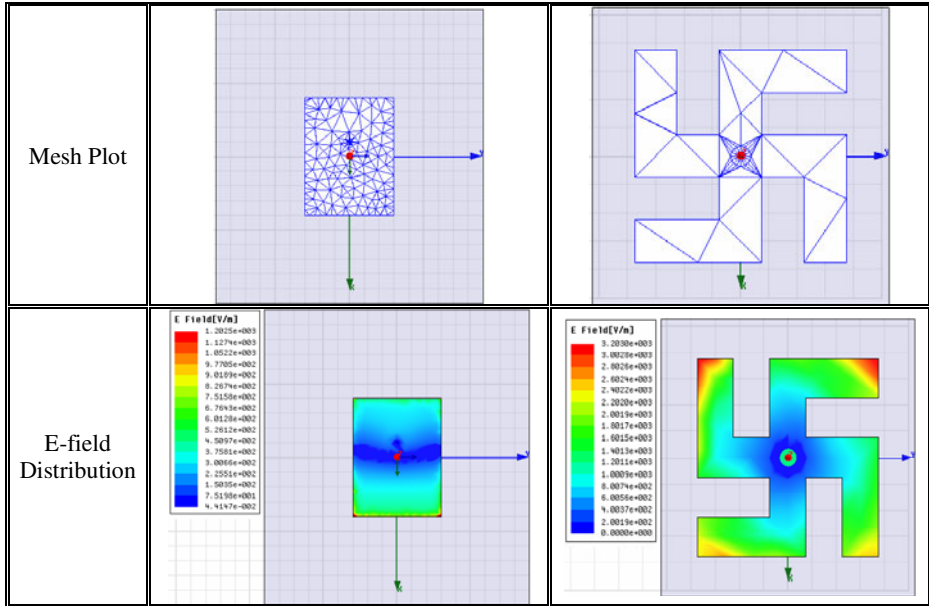 Mesh Plot
Y
X
Y
X
E-field
Distribution
E Field[V/m]
1.2025e+003
1.1274e+003
1.0522e+003
9.7705e+002
9.0189e+002
8.2674e+002
7.5158e+002
6.7643e+002
6.0128e+002
5.2612e+002
4.5097e+002
3.7581e+002
3.0066e+002
2.2551e+002
1.5035e+002
7.5198e+001
4.4147e-002
Y
X
E Field[V/m]
3.2030e+003
3.0028e+003
2.8026e+003
2.6024e+003
2.4022e+003
2.2020e+003
2.0019e+003
1.8017e+003
1.6015e+003
1.4013e+003
1.2011e+003
1.0009e+003
8.0074e+002
6.0056e+002
4.0037e+002
2.0019e+002
0.0000e+000
Y
X